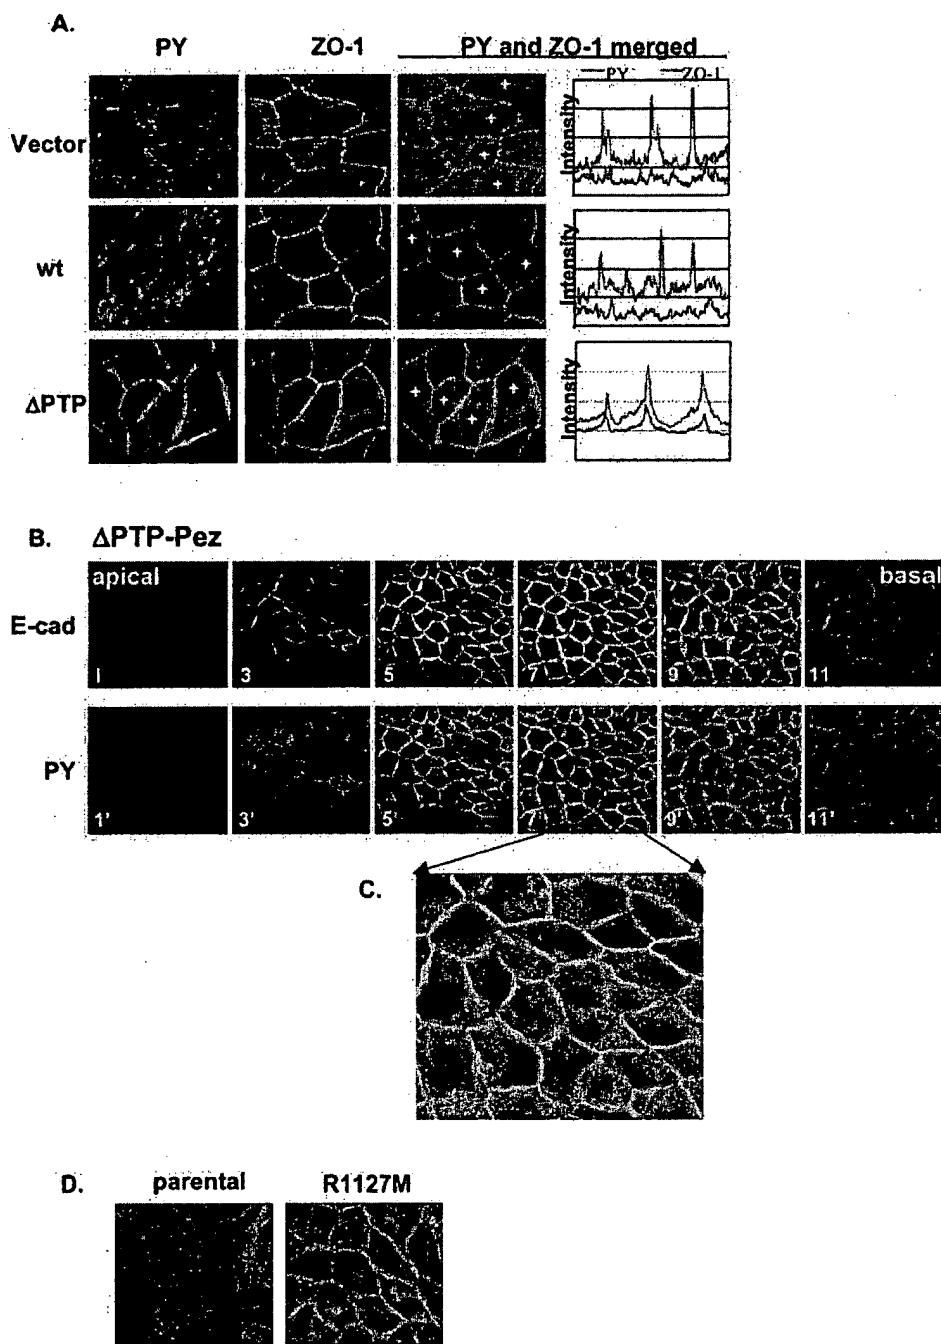 A.
PY ZO-1 PY and ZO-1 merged
PY ZO-1
Vector
Intensity
wt
Intensity
ΔPTP
Intensity
B. ΔPTP-Pez
apical basal
E-cad
1 3 5 7 9 11
PY
1' 3' 5' 7' 9' 11'
C.
D.
parental R1127M